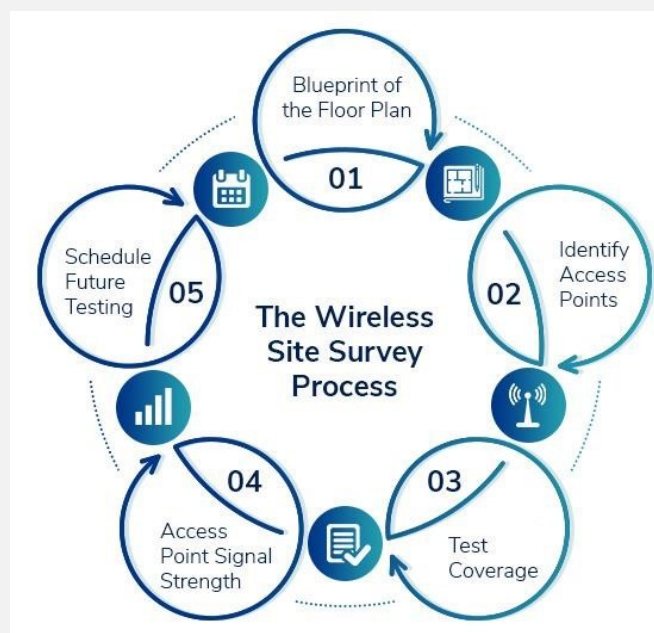 Blueprint of
the Floor Plan
01
Identify
Access
Points
02
Test
Coverage
03
Access
Point Signal
Strength
04
Schedule
Future
Testing
05
The Wireless
Site Survey
Process